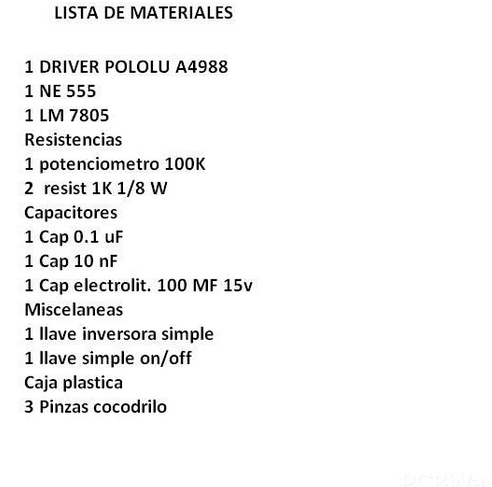 LISTA DE MATERIALES
1 DRIVER POLOLU A4988
1 NE 555
1 LM 7805
Resistencias
1 potenciometro 100K
2 resist 1K 1/8 W
Capacitores
1 Cap 0.1 uF
1 Cap 10 nF
1 Cap electrolit. 100 MF 15v
Miscelaneas
1 llave inversora simple
1 llave simple on/off
Caja plastica
3 Pinzas cocodrilo